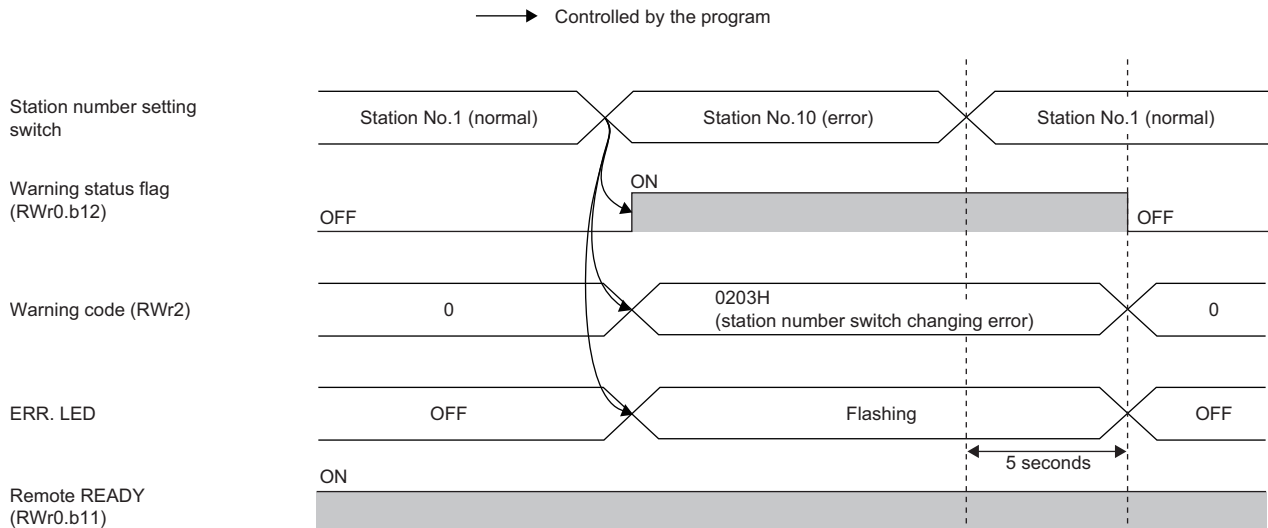 Controlled by the program
Station number setting
switch
Station No.1 (normal)
Station No.10 (error)
Station No.1 (normal)
Warning status flag
(RWr0.b12)
OFF
ON
OFF
Warning code (RWr2)
0
0203H
(station number switch changing error)
0
ERR. LED
OFF
Flashing
OFF
5 seconds
Remote READY
(RWr0.b11)
ON